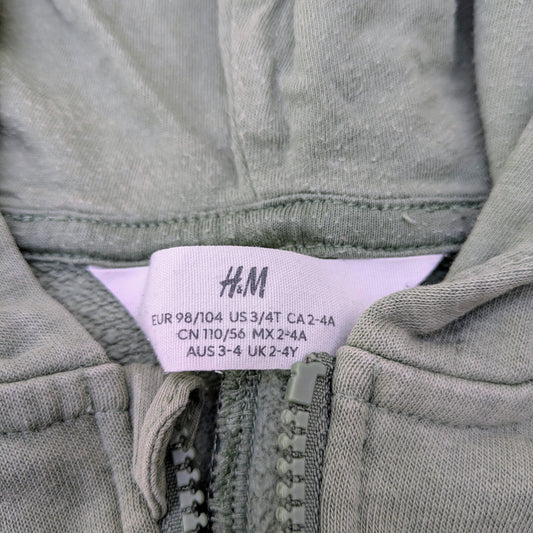 H&M
EUR 98/104 US 3/4T CA 2-4A
CN 110/56 MX 2-4A
AUS 3-4 UK 2-4Y